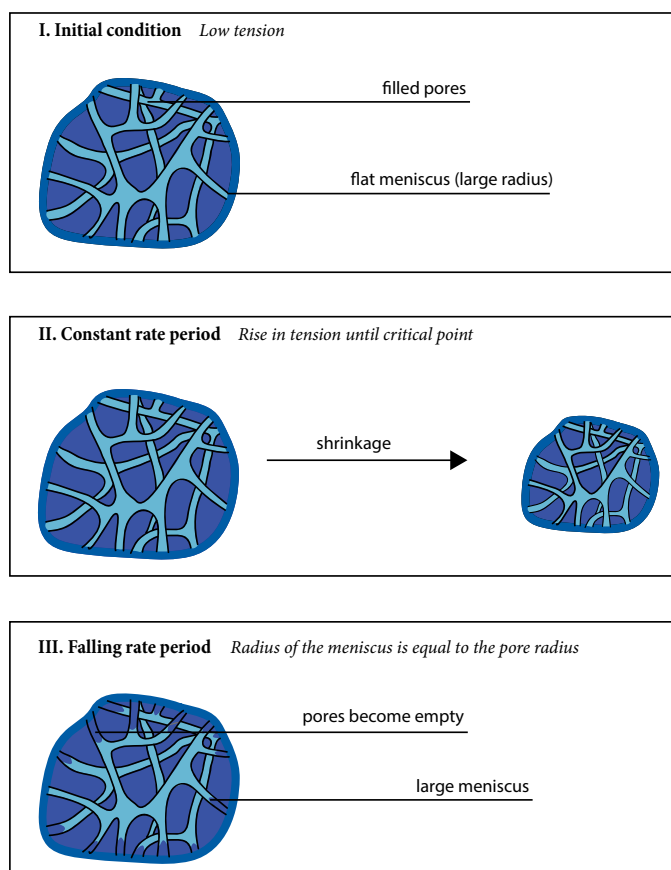 I. Initial condition Low tension
filled pores
flat meniscus (large radius)
II. Constant rate period Rise in tension until critical point
shrinkage
III. Falling rate period Radius of the meniscus is equal to the pore radius
pores become empty
large meniscus